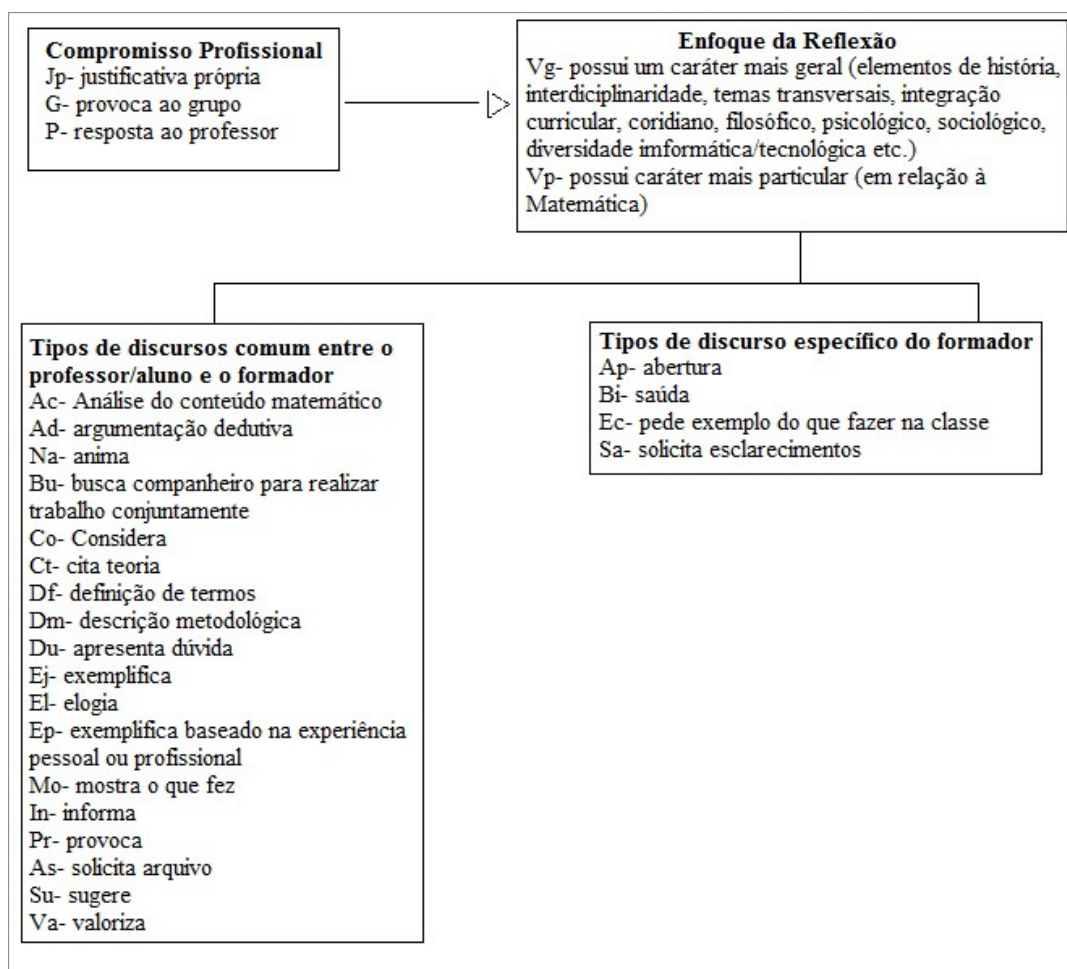 Compromisso Profissional
Jp- justificativa própria
G- provoca ao grupo
P- resposta ao professor
Enfoque da Reflexão
Vg- possui um caráter mais geral (elementos de história,
interdiciplinaridade, temas transversais, integração
curricular, coridiano, filosófico, psicológico, sociológico,
diversidade imformática/tecnológica etc.)
Vp- possui caráter mais particular (em relação à
Matemática)
Tipos de discursos comum entre o
professor/aluno e o formador
Ac- Análise do conteúdo matemático
Ad- argumentação dedutiva
Na- anima
Bu- busca companheiro para realizar
trabalho conjuntamente
Co- Considera
Ct- cita teoria
Df- definição de termos
Dm- descrição metodológica
Du- apresenta dúvida
Ej- exemplifica
El- elogia
Ep- exemplifica baseado na experiência
pessoal ou profissional
Mo- mostra o que fez
In- informa
Pr- provoca
As- solicita arquivo
Su- sugere
Va- valoriza
Tipos de discurso específico do formador
Ap- abertura
Bi- saúda
Ec- pede exemplo do que fazer na classe
Sa- solicita esclarecimentos